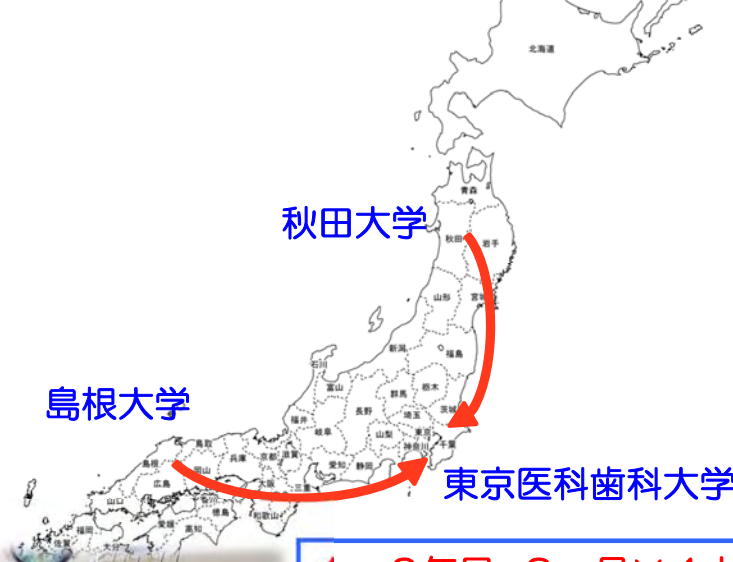 北海道
青森
秋田大学
秋田
岩手
山形
宮城
新潟
福島
石川
富山
栃木
群馬
島根大学
長野
埼玉
茨城
福井
岐阜
山梨
東京
千葉
神奈川
鳥取
兵庫
京都
滋賀
愛知
静岡
島根
岡山
広島
大阪
三重
東京医科歯科大学
山口
香川
徳島
和歌山
愛媛
高知
福岡
佐賀
大分